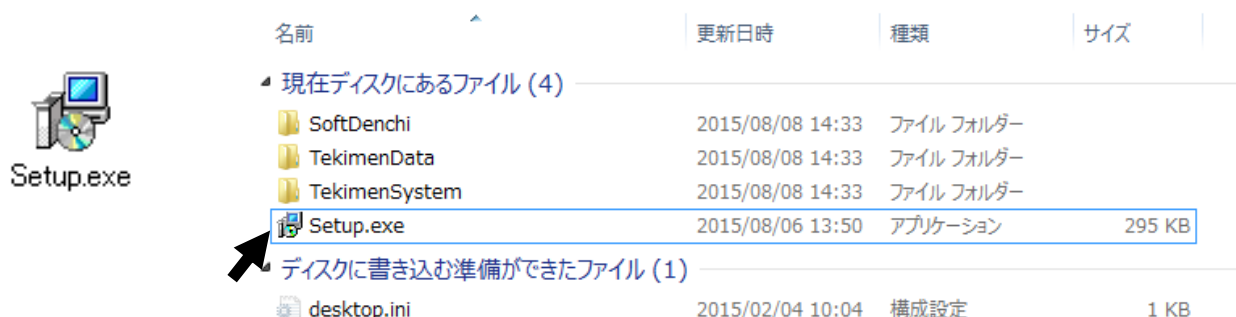 名前 更新日時 種類 サイズ
現在ディスクにあるファイル (4)
SoftDenchi 2015/08/08 14:33 ファイル フォルダー
TekimenData 2015/08/08 14:33 ファイル フォルダー
Setup.exe
TekimenSystem 2015/08/08 14:33 ファイル フォルダー
Setup.exe 2015/08/06 13:50 アプリケーション 295 KB
ディスクに書き込む準備ができたファイル (1)
desktop.ini 2015/02/04 10:04 構成設定 1 KB